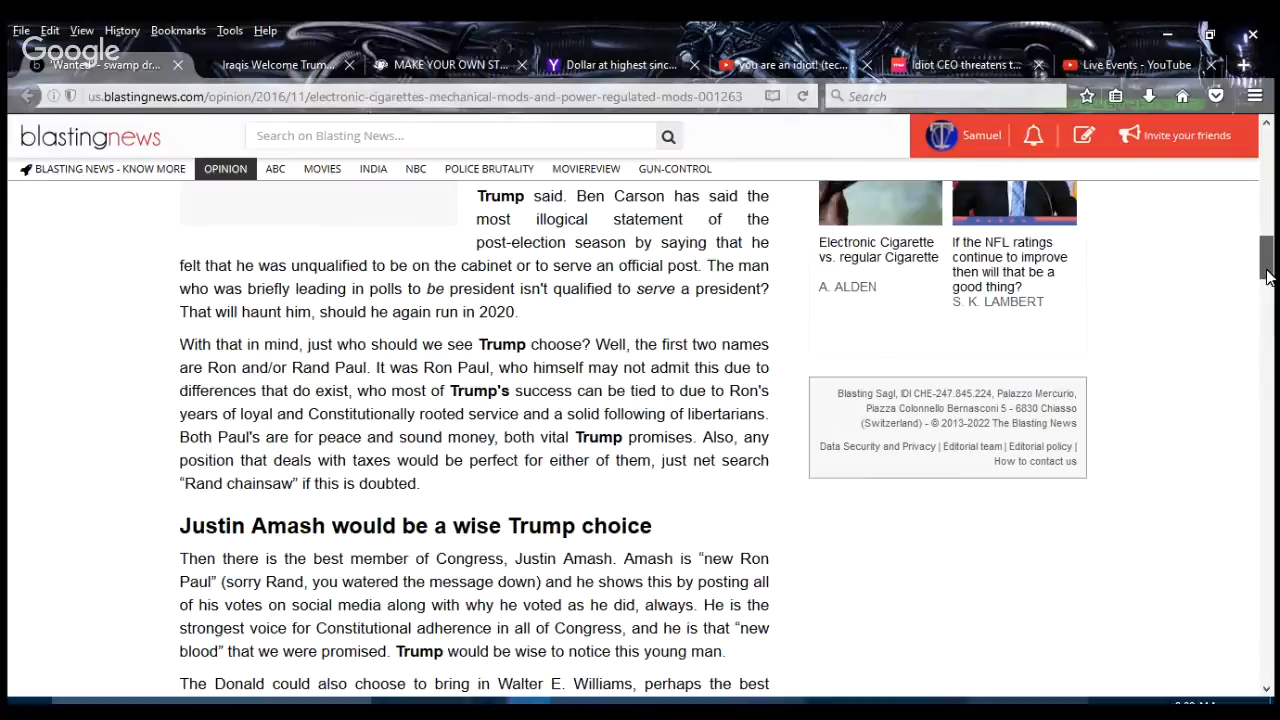 File Edit View History Bookmarks Tools Help
Google
'Wanted' - swamp dr...
Iraqis Welcome Trum...
MAKE YOUR OWN ST...
Dollar at highest sinc...
you are an idiot! (tec...
Idiot CEO threatens t...
Live Events - YouTube
us.blastingnews.com/opinion/2016/11/electronic-cigarettes-mechanical-mods-and-power-regulated-mods-001263
Search
blastingnews
Search on Blasting News...
Samuel
Invite your friends
BLASTING NEWS - KNOW MORE OPINION ABC MOVIES INDIA NBC POLICE BRUTALITY MOVIEREVIEW GUN-CONTROL
Trump said. Ben Carson has said the
most illogical statement of the
post-election season by saying that he
felt that he was unqualified to be on the cabinet or to serve an official post. The man
who was briefly leading in polls to be president isn't qualified to serve a president?
That will haunt him, should he again run in 2020.
With that in mind, just who should we see Trump choose? Well, the first two names
are Ron and/or Rand Paul. It was Ron Paul, who himself may not admit this due to
differences that do exist, who most of Trump's success can be tied to due to Ron's
years of loyal and Constitutionally rooted service and a solid following of libertarians.
Both Paul's are for peace and sound money, both vital Trump promises. Also, any
position that deals with taxes would be perfect for either of them, just net search
“Rand chainsaw” if this is doubted.
Justin Amash would be a wise Trump choice
Then there is the best member of Congress, Justin Amash. Amash is “new Ron
Paul” (sorry Rand, you watered the message down) and he shows this by posting all
of his votes on social media along with why he voted as he did, always. He is the
strongest voice for Constitutional adherence in all of Congress, and he is that “new
blood” that we were promised. Trump would be wise to notice this young man.
The Donald could also choose to bring in Walter E. Williams, perhaps the best
Electronic Cigarette
vs. regular Cigarette
A. ALDEN
If the NFL ratings
continue to improve
then will that be a
good thing?
S. K. LAMBERT
Blasting Sagl, IDI CHE-247.845.224, Palazzo Mercurio,
Piazza Colonnello Bernasconi 5 - 6830 Chiasso
(Switzerland) - © 2013-2022 The Blasting News
Data Security and Privacy | Editorial team | Editorial policy |
How to contact us